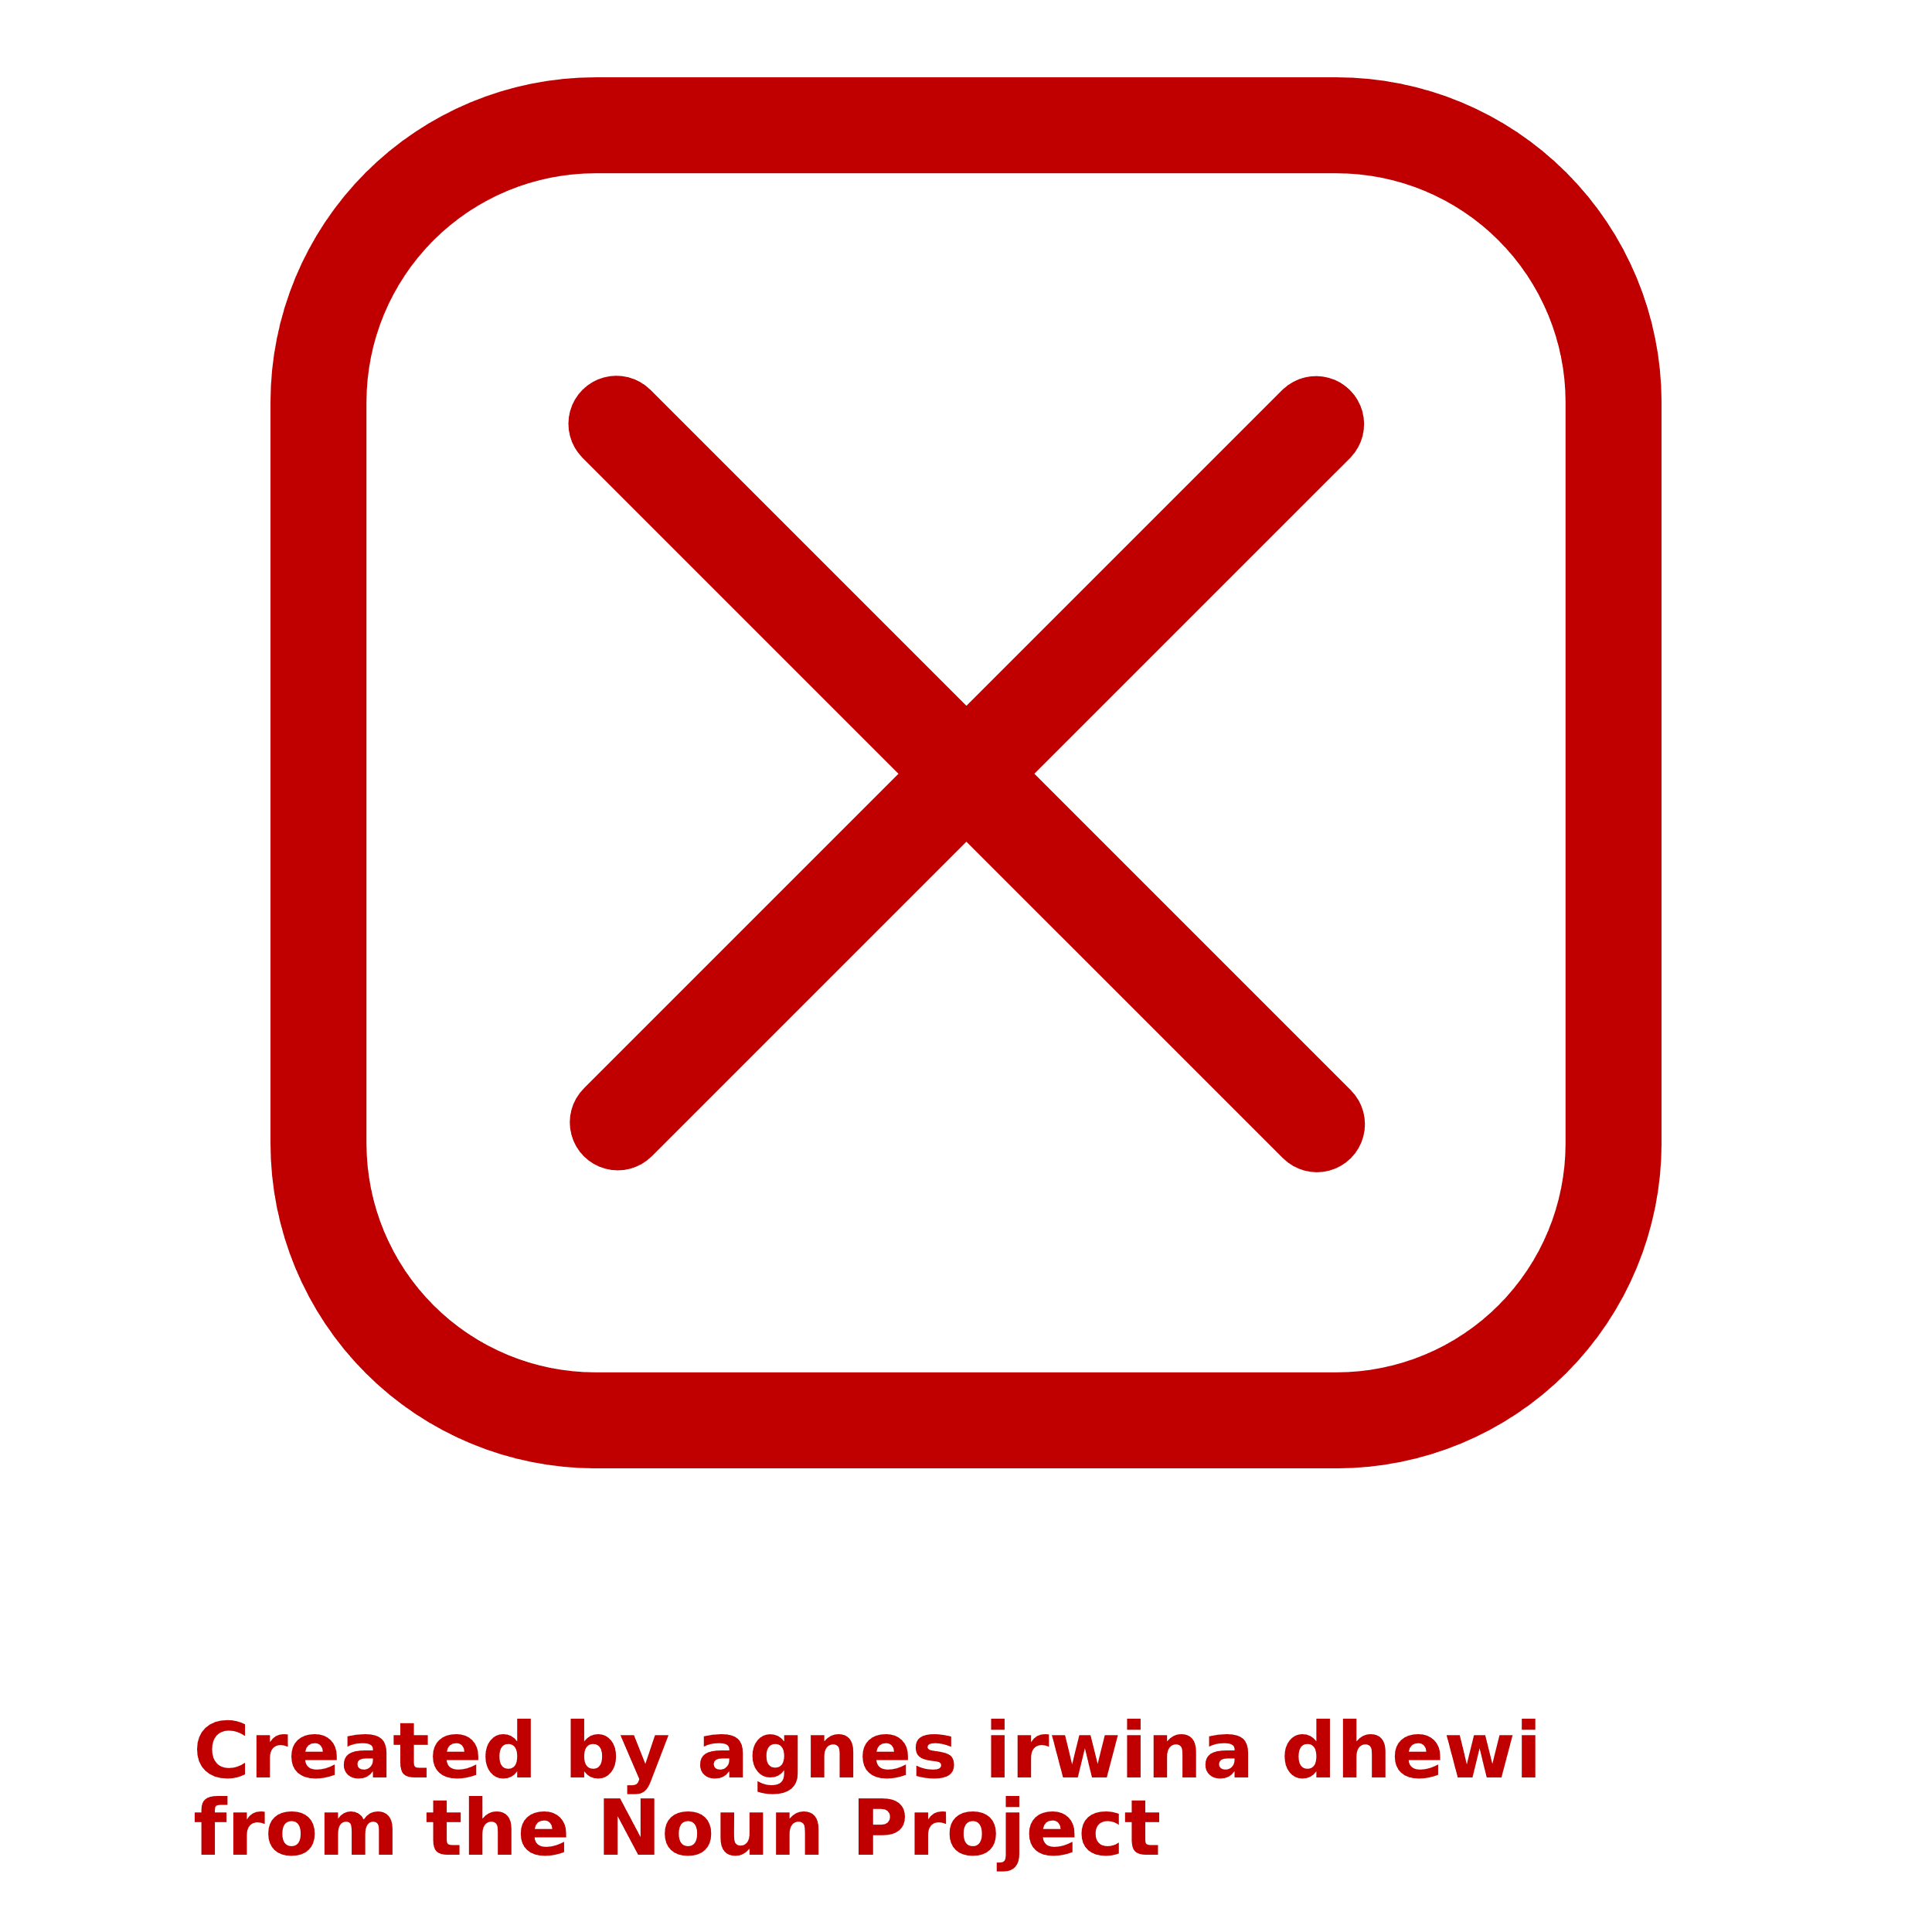 Created by agnes irwina dhewi
from the Noun Project